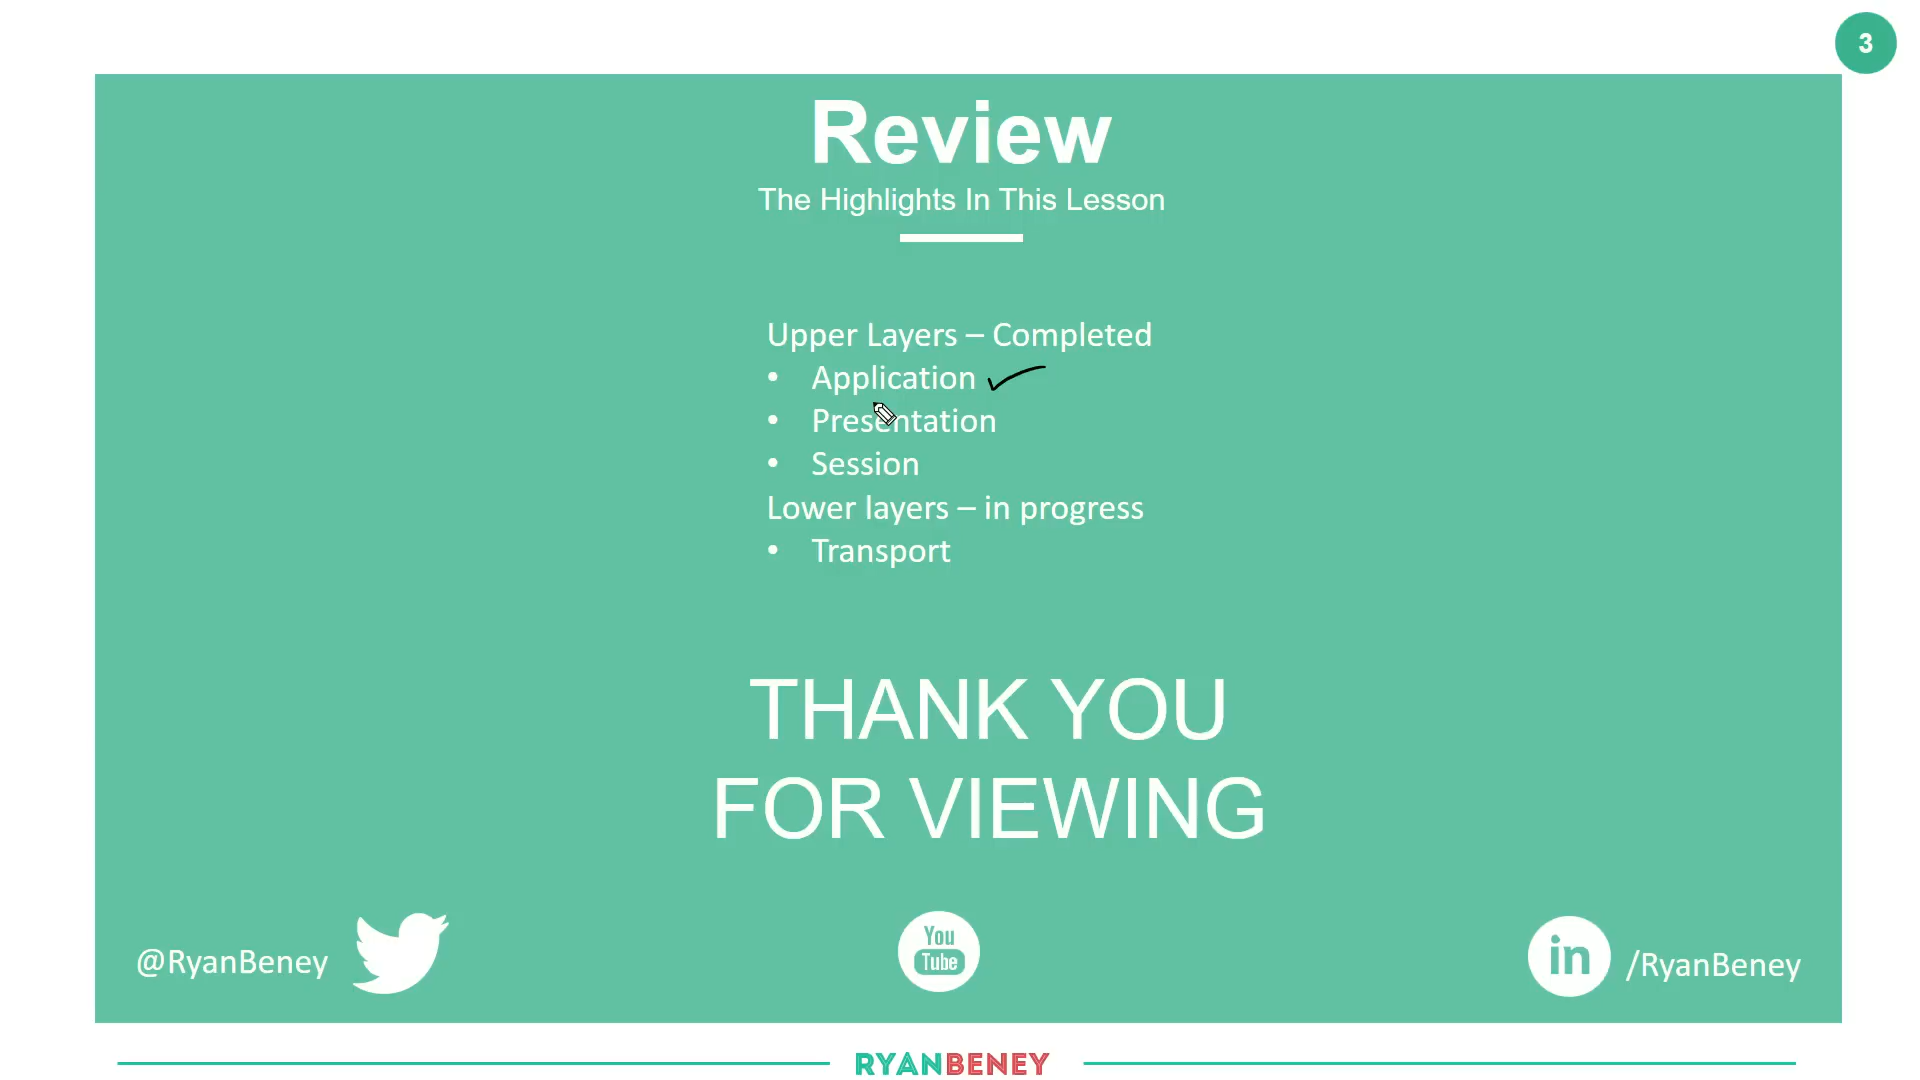 3
Review
The Highlights In This Lesson
Upper Layers – Completed
• Application
• Presentation
• Session
Lower layers – in progress
• Transport
THANK YOU
FOR VIEWING
@RyanBeney
You
Tube
in /RyanBeney
RYANBENEY